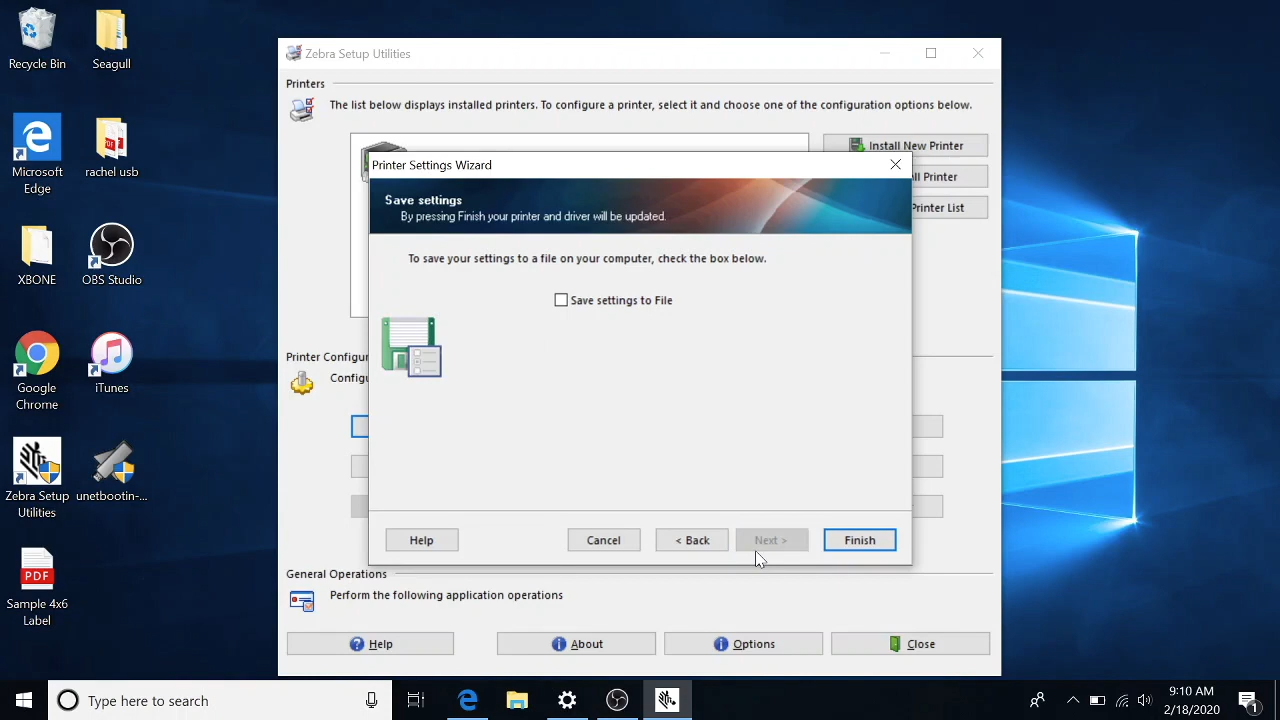 Recycle Bin
Seagull
Microsoft
Edge
rachel usb
XBONE
OBS Studio
Google
Chrome
iTunes
Zebra Setup
Utilities
unetbootin-...
PDF
Sample 4x6
Label
Zebra Setup Utilities
Printers
The list below displays installed printers. To configure a printer, select it and choose one of the configuration options below.
Install New Printer
ll Printer
Printer List
Printer Settings Wizard
Save settings
By pressing Finish your printer and driver will be updated.
To save your settings to a file on your computer, check the box below.
Save settings to File
Help
Cancel
< Back
Next >
Finish
Printer Configu
Configu
General Operations
Perform the following application operations
Help
About
Options
Close
Type here to search
9:10 AM
2/18/2020
1